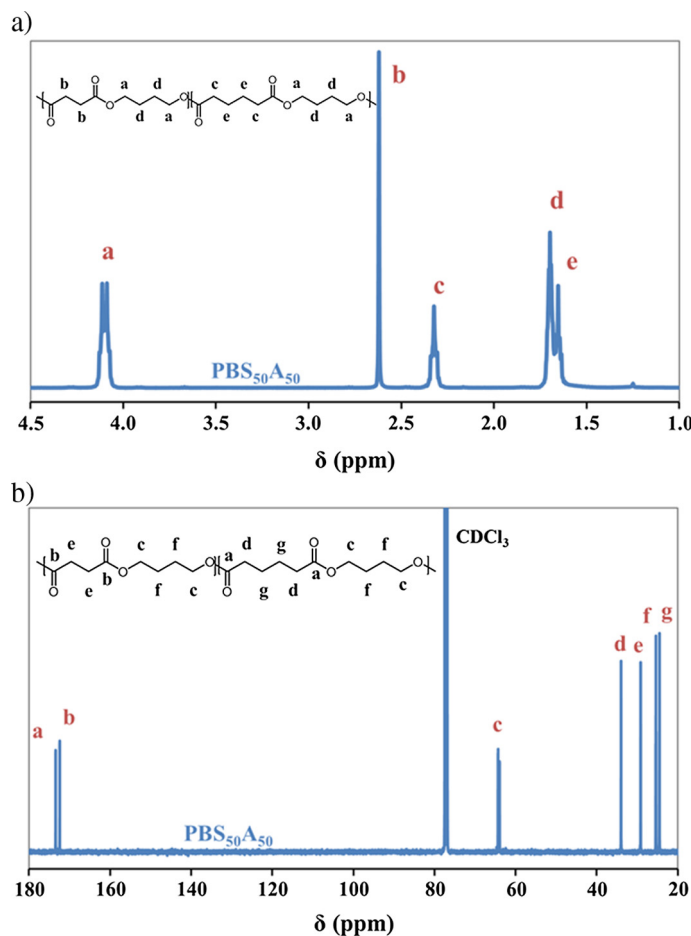 a)
b e a d c e a d
O O O O
b d a e c d a
O O
a
b
c
d
e
PBS₅₀A₅₀
4.5 4.0 3.5 3.0 2.5 2.0 1.5 1.0
δ (ppm)
b)
e c f d g c f
b O O a O O
O b f c O g d a f c
e
CDCl₃
a
b
c
d
e
f
g
PBS₅₀A₅₀
180 160 140 120 100 80 60 40 20
δ (ppm)